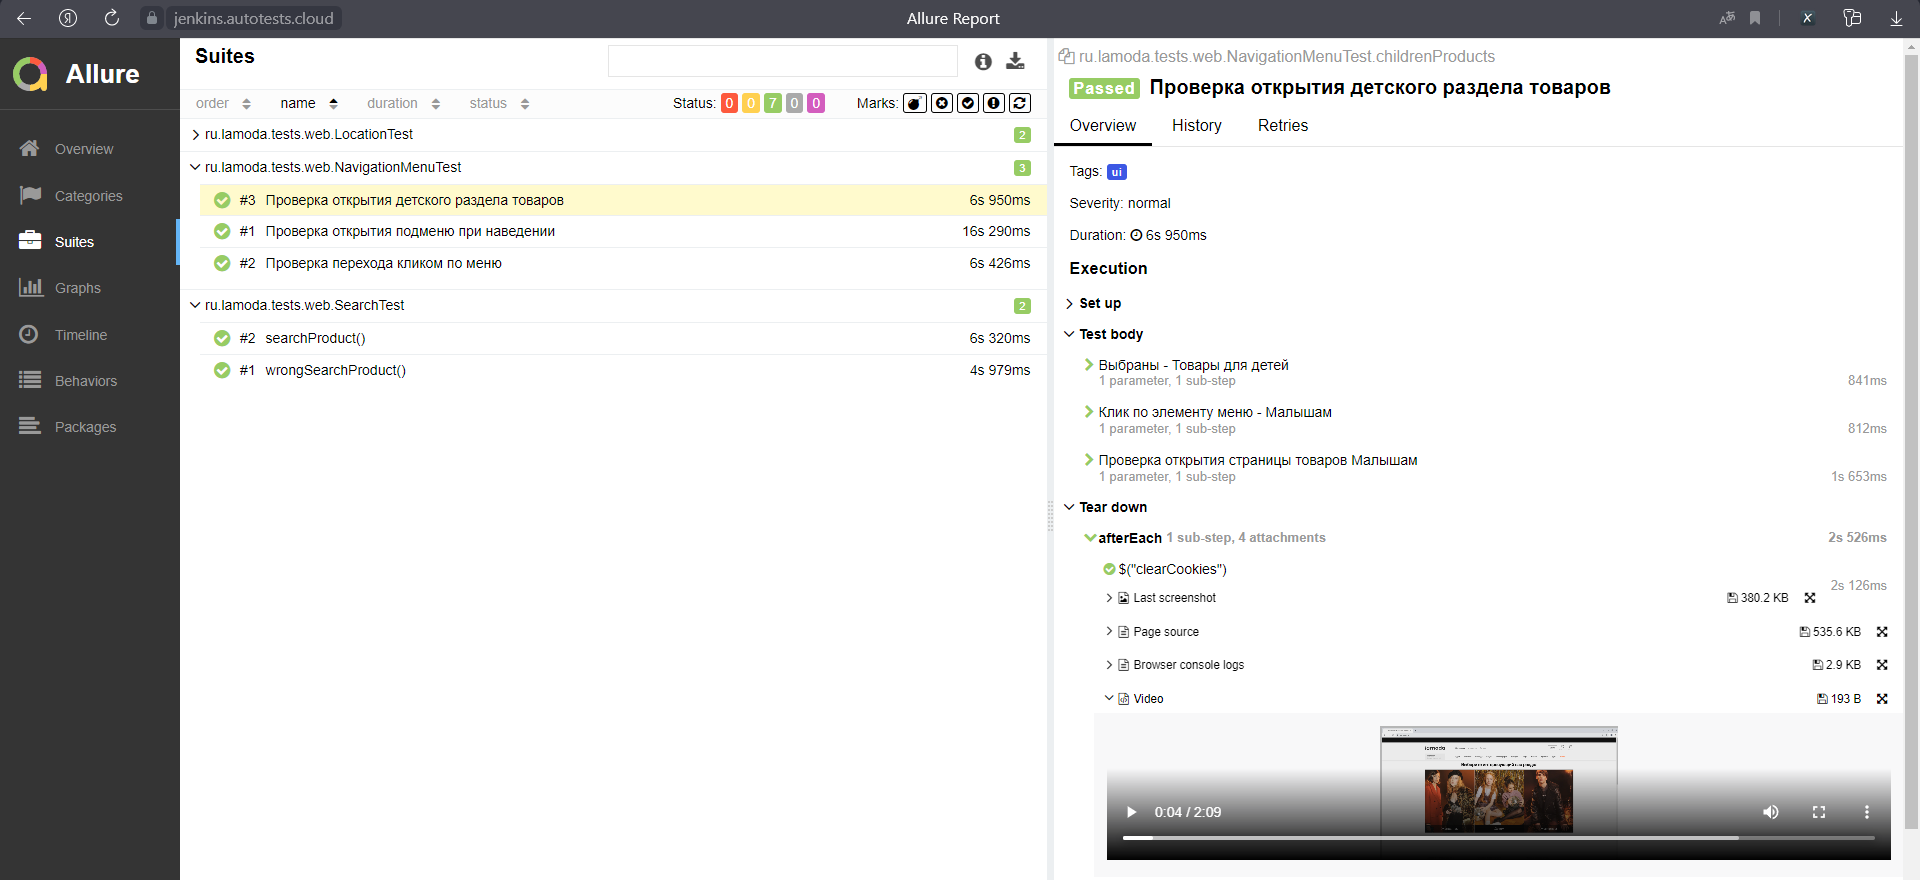 jenkins.autotests.cloud
Allure Report
Allure
Overview
Categories
Suites
Graphs
Timeline
Behaviors
Packages
Suites
order name duration status
Status: 0 0 7 0 0 Marks:
ru.lamoda.tests.web.LocationTest 2
ru.lamoda.tests.web.NavigationMenuTest 3
#3 Проверка открытия детского раздела товаров 6s 950ms
#1 Проверка открытия подменю при наведении 16s 290ms
#2 Проверка перехода кликом по меню 6s 426ms
ru.lamoda.tests.web.SearchTest 2
#2 searchProduct() 6s 320ms
#1 wrongSearchProduct() 4s 979ms
ru.lamoda.tests.web.NavigationMenuTest.childrenProducts
Passed Проверка открытия детского раздела товаров
Overview History Retries
Tags: ui
Severity: normal
Duration: 6s 950ms
Execution
Set up
Test body
Выбраны - Товары для детей
1 parameter, 1 sub-step 841ms
Клик по элементу меню - Малышам
1 parameter, 1 sub-step 812ms
Проверка открытия страницы товаров Малышам
1 parameter, 1 sub-step 1s 653ms
Tear down
afterEach 1 sub-step, 4 attachments 2s 526ms
$("clearCookies")
2s 126ms
Last screenshot 380.2 KB
Page source 535.6 KB
Browser console logs 2.9 KB
Video 193 B
lamoda
0:04 / 2:09